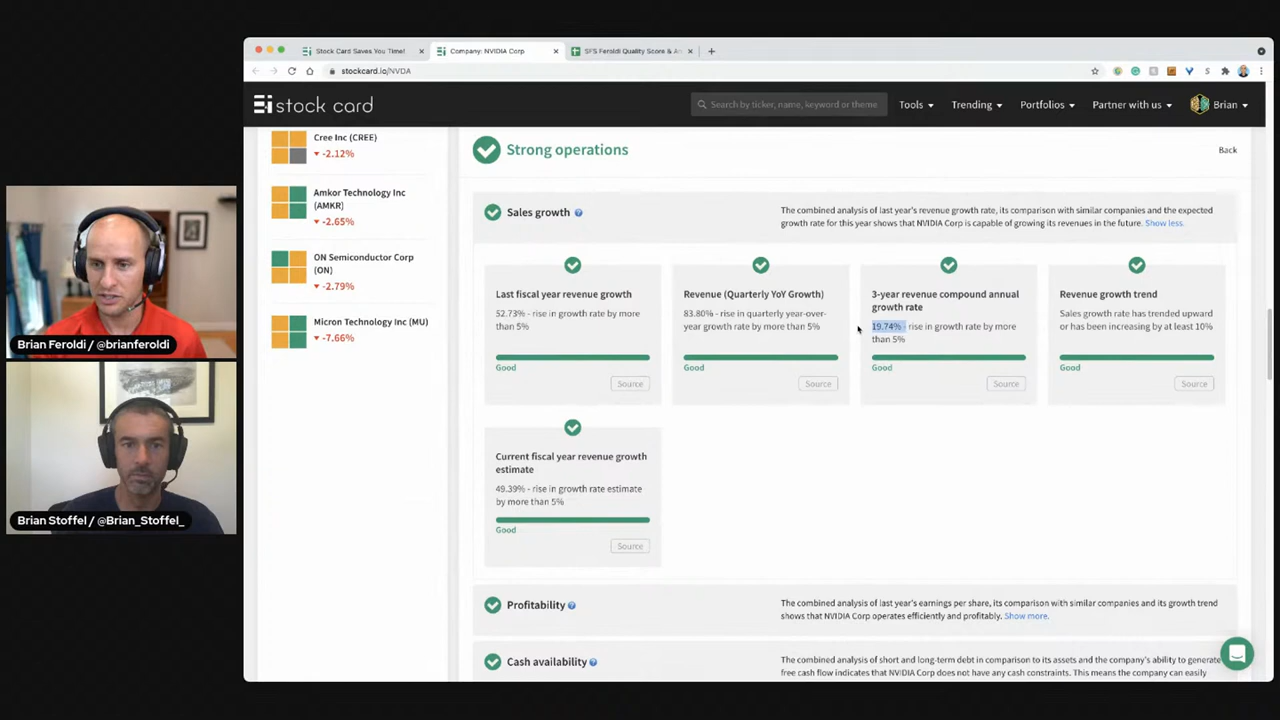 Stock Card Saves You Time!
Company: NVIDIA Corp
SFS Feroldi Quality Score & An
stockcard.io/NVDA
stock card
Search by ticker, name, keyword or theme
Tools
Trending
Portfolios
Partner with us
Brian
Cree Inc (CREE)
-2.12%
Amkor Technology Inc
(AMKR)
-2.65%
ON Semiconductor Corp
(ON)
-2.79%
Micron Technology Inc (MU)
-7.66%
Strong operations
Back
Sales growth
The combined analysis of last year's revenue growth rate, its comparison with similar companies and the expected
growth rate for this year shows that NVIDIA Corp is capable of growing its revenues in the future. Show less.
Last fiscal year revenue growth
52.73% - rise in growth rate by more
than 5%
Good
Source
Revenue (Quarterly YoY Growth)
83.80% - rise in quarterly year-over-
year growth rate by more than 5%
Good
Source
3-year revenue compound annual
growth rate
19.74% - rise in growth rate by more
than 5%
Good
Source
Revenue growth trend
Sales growth rate has trended upward
or has been increasing by at least 10%
Good
Source
Current fiscal year revenue growth
estimate
49.39% - rise in growth rate estimate
by more than 5%
Good
Source
Profitability
The combined analysis of last year's earnings per share, its comparison with similar companies and its growth trend
shows that NVIDIA Corp operates efficiently and profitably. Show more.
Cash availability
The combined analysis of short and long-term debt in comparison to its assets and the company's ability to generate
free cash flow indicates that NVIDIA Corp does not have any cash constraints. This means the company can easily
Brian Feroldi / @brianferoldi
Brian Stoffel / @Brian_Stoffel_